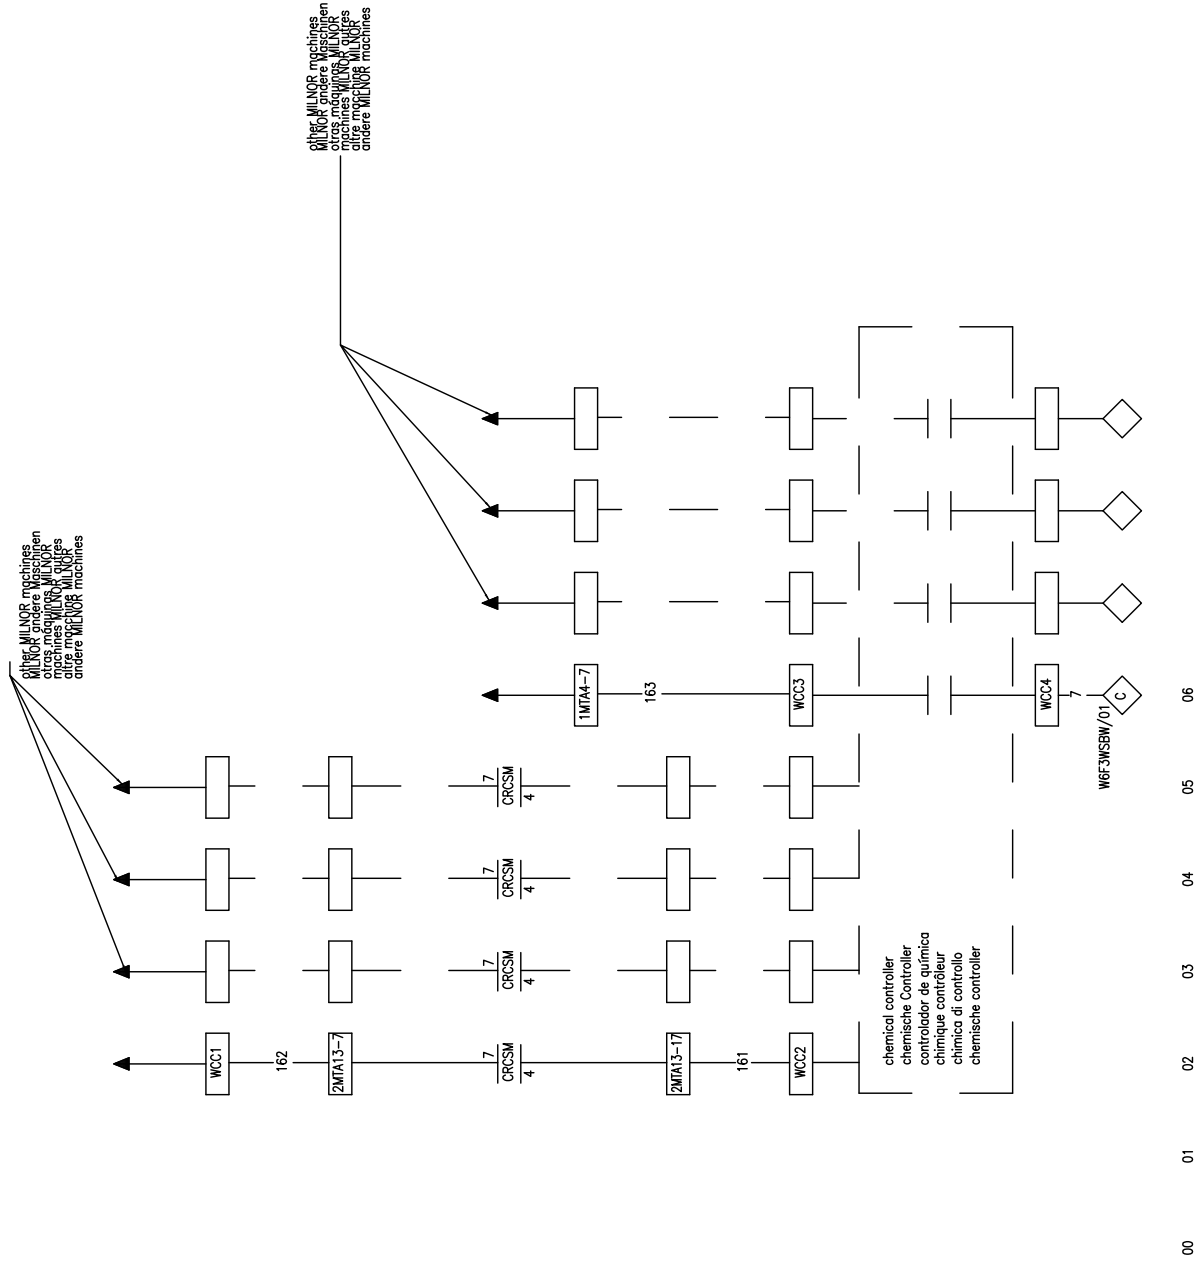 other MILNOR machines
MILNOR andere Maschinen
otras máquinas MILNOR
machines MILNOR autres
altre macchine MILNOR
andere MILNOR machines
other MILNOR machines
MILNOR andere Maschinen
otras máquinas MILNOR
machines MILNOR autres
altre macchine MILNOR
andere MILNOR machines
WCC1
162
2MTA13-7
7
CRCSM
4
2MTA13-17
161
WCC2
7
CRCSM
4
7
CRCSM
4
7
CRCSM
4
1MTA4-7
163
WCC3
WCC4
7
C
W6F3WSBW/01
chemical controller
chemische Controller
controlador de química
chimique contrôleur
chimica di controllo
chemische controller
00
01
02
03
04
05
06